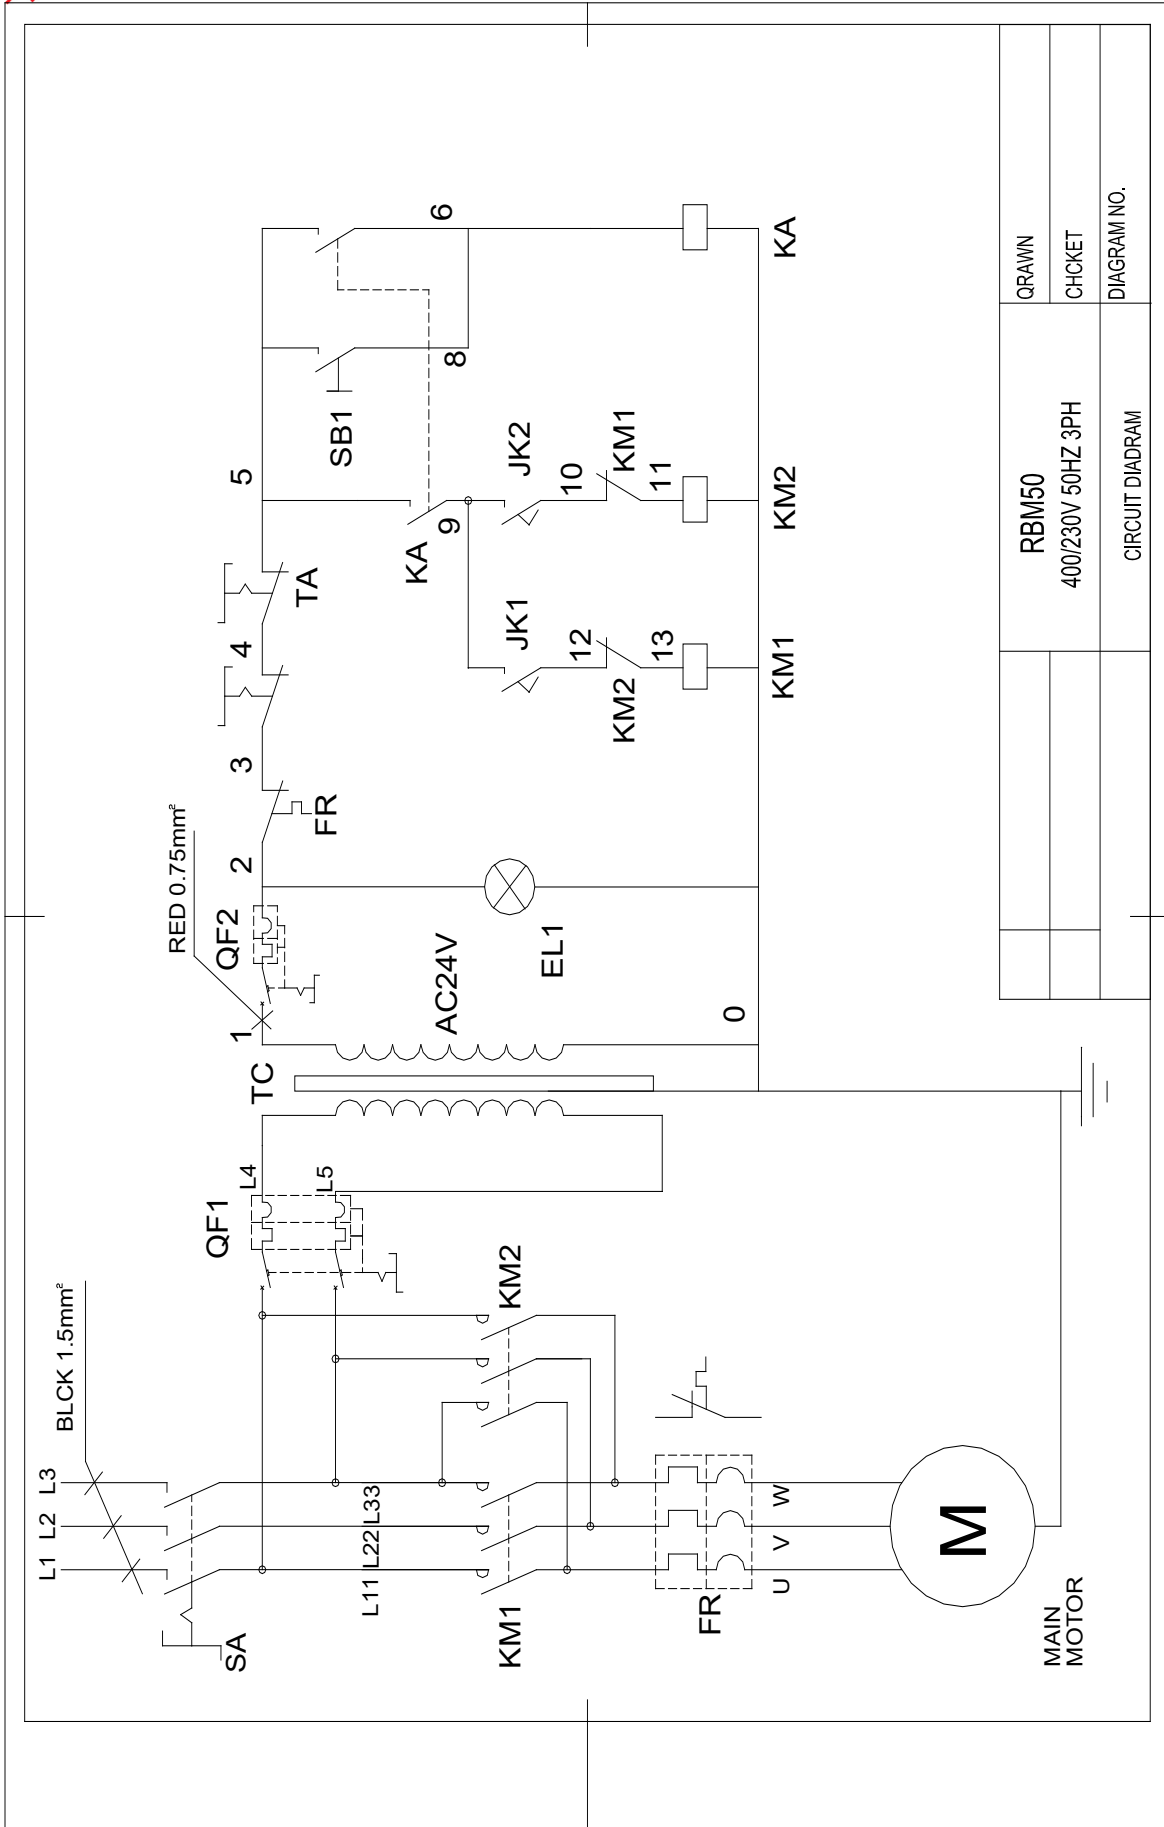 L1 L2 L3
BLCK 1.5mm²
SA
L11 L22 L33
KM1
KM2
FR
U V W
M
MAIN
MOTOR
QF1
L4
L5
TC
AC24V
RED 0.75mm²
1
QF2
2
EL1
0
FR
3
4
TA
5
SB1
8
6
KA
9
JK1
12
KM2
13
KM1
JK2
10
KM1
11
KM2
KA
RBM50
400/230V 50HZ 3PH
CIRCUIT DIADRAM
QRAWN
CHCKET
DIAGRAM NO.